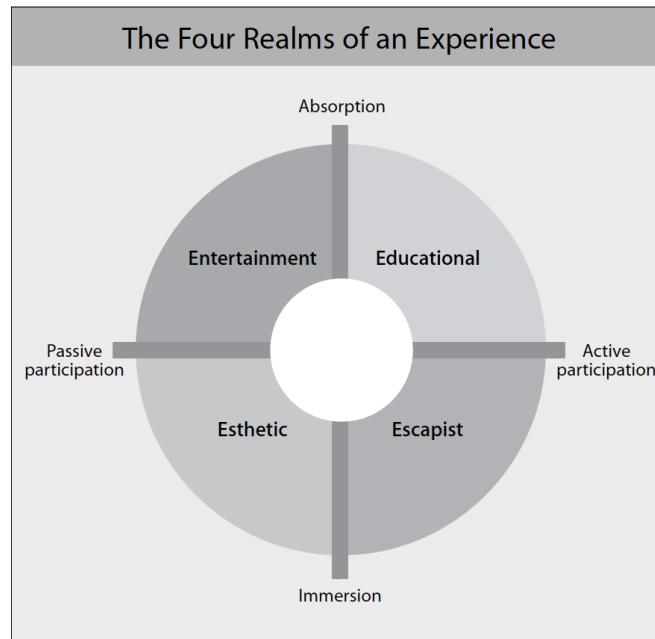 The Four Realms of an Experience
Absorption
Entertainment
Educational
Passive
participation
Active
participation
Esthetic
Escapist
Immersion